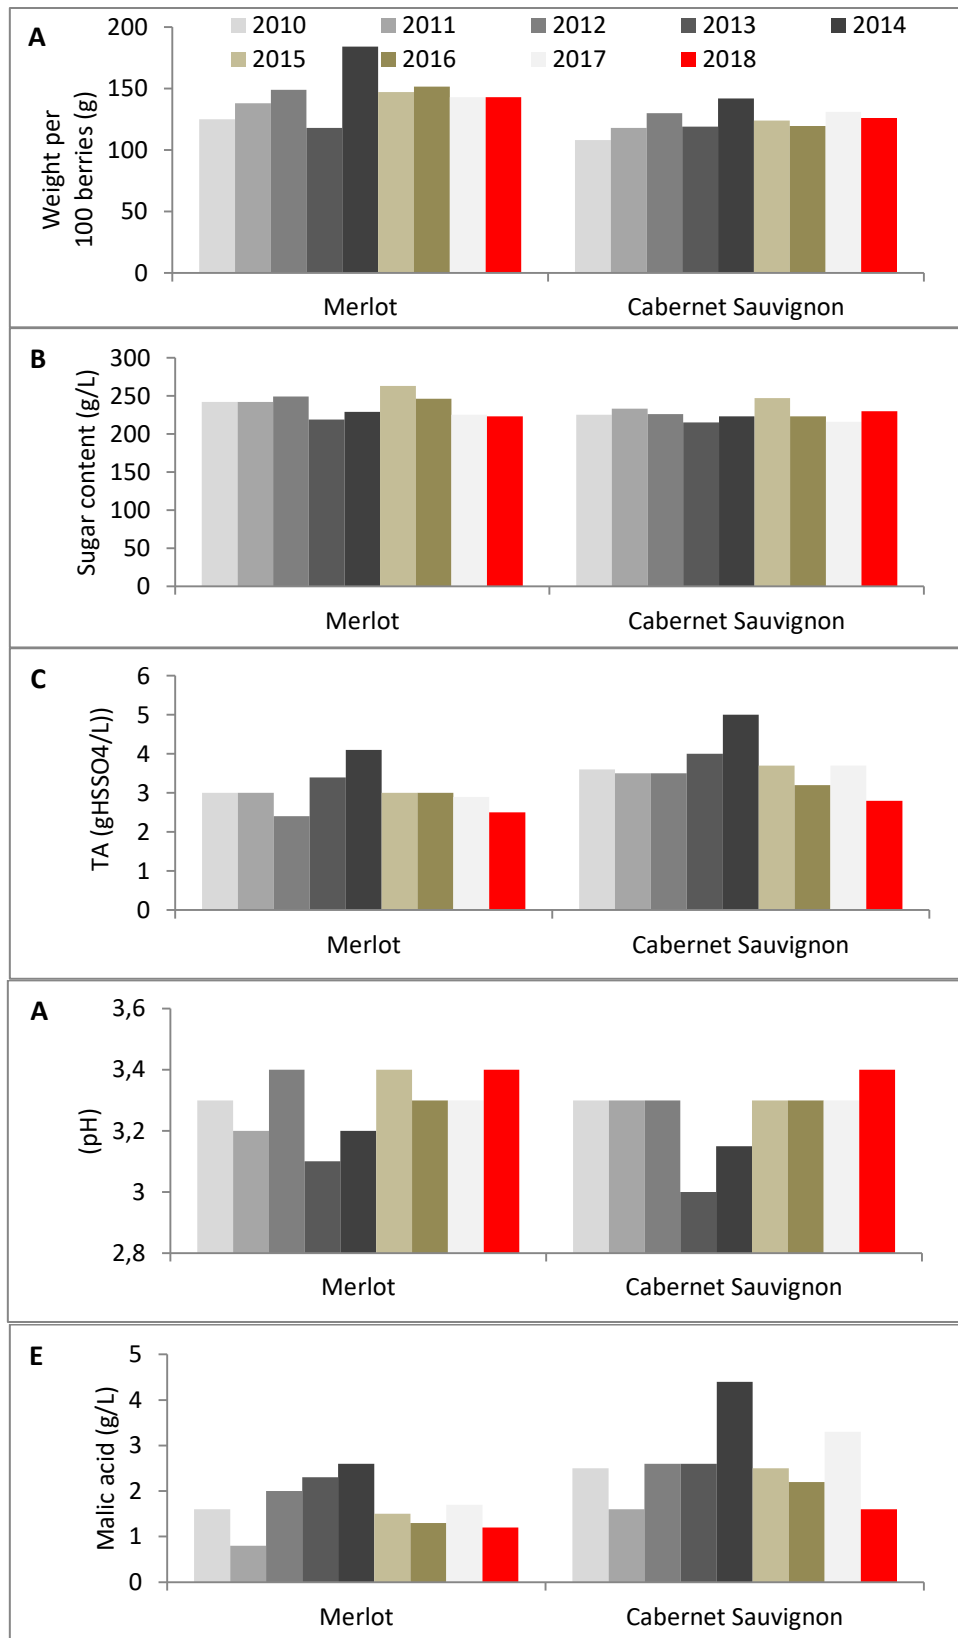 A
2010 2011 2012 2013 2014
2015 2016 2017 2018
Weight per
100 berries (g)
200
150
100
50
0
Merlot Cabernet Sauvignon
B
Sugar content (g/L)
300
250
200
150
100
50
0
Merlot Cabernet Sauvignon
C
TA (gHSSO4/L))
6
5
4
3
2
1
0
Merlot Cabernet Sauvignon
A
(pH)
3,6
3,4
3,2
3
2,8
Merlot Cabernet Sauvignon
E
Malic acid (g/L)
5
4
3
2
1
0
Merlot Cabernet Sauvignon